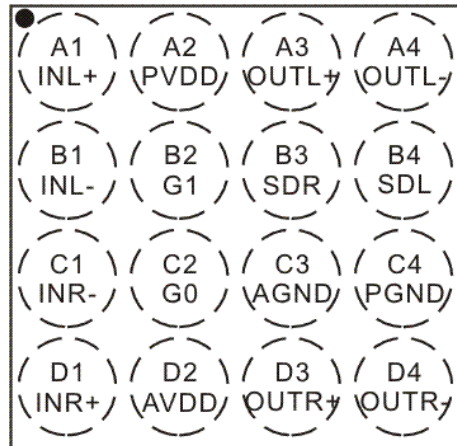 A1 A2 A3 A4
INL+ PVDD OUTL+ OUTL-
B1 B2 B3 B4
INL- G1 SDR SDL
C1 C2 C3 C4
INR- G0 AGND PGND
D1 D2 D3 D4
INR+ AVDD OUTR+ OUTR-